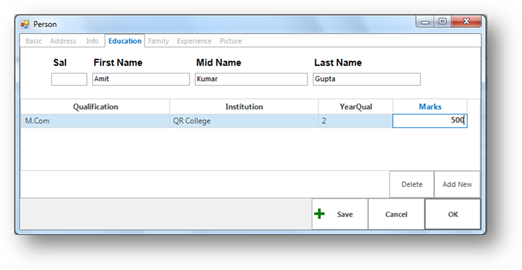 Person
Basic Address Info Education Family Experience Picture
Sal First Name Mid Name Last Name
Amit Kumar Gupta
Qualification Institution YearQual Marks
M.Com QR College 2 500
Delete Add New
Save Cancel OK